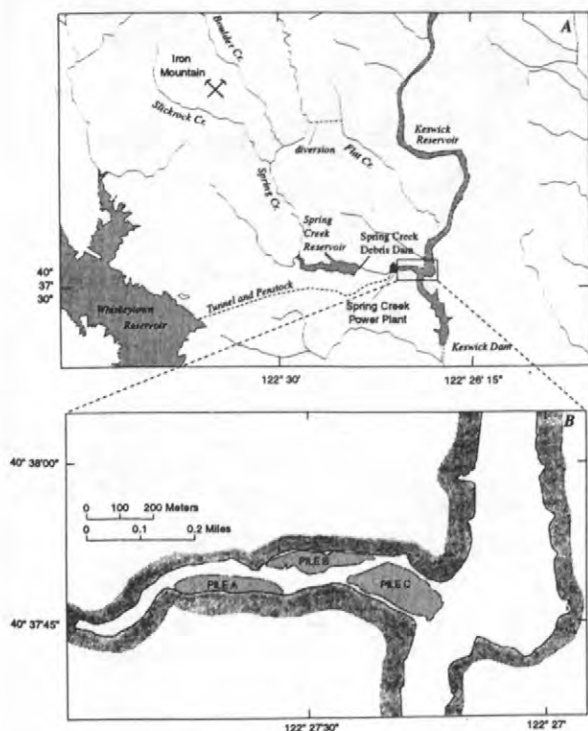 A
Boulder Cr.
Iron
Mountain
Slickrock Cr.
diversion
Flat Cr.
Keswick
Reservoir
Spring Cr.
Spring
Creek
Reservoir
Spring Creek
Debris Dam
40°
37'
30"
Whiskeytown
Reservoir
Tunnel and Penstock
Spring Creek
Power Plant
Keswick Dam
122° 30'
122° 26' 15"
B
40° 38'00"
0 100 200 Meters
0 0.1 0.2 Miles
PILE B
PILE A
PILE C
40° 37'45"
122° 27'30"
122° 27'